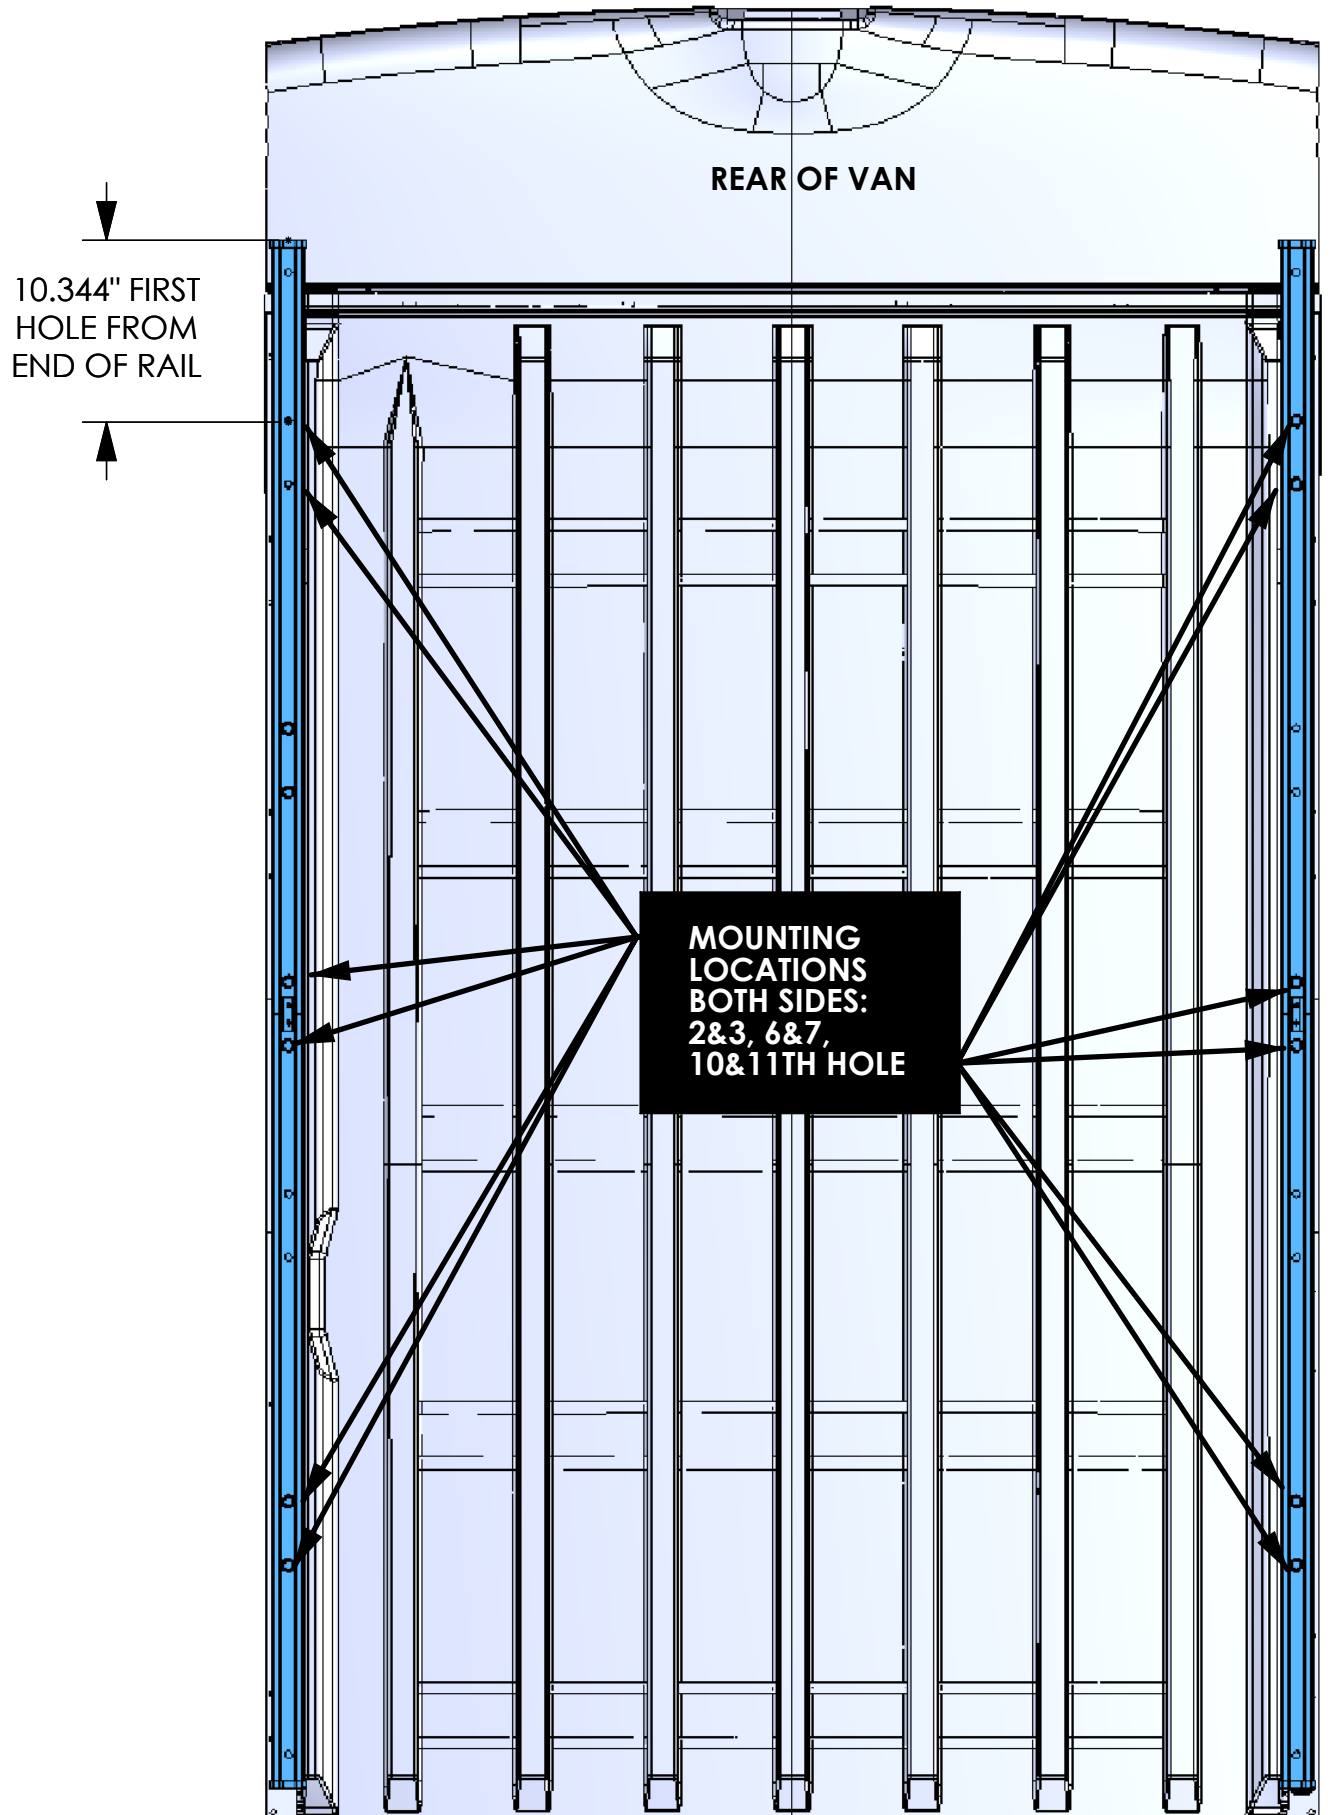 REAR OF VAN
10.344" FIRST
HOLE FROM
END OF RAIL
MOUNTING
LOCATIONS
BOTH SIDES:
2&3, 6&7,
10&11TH HOLE